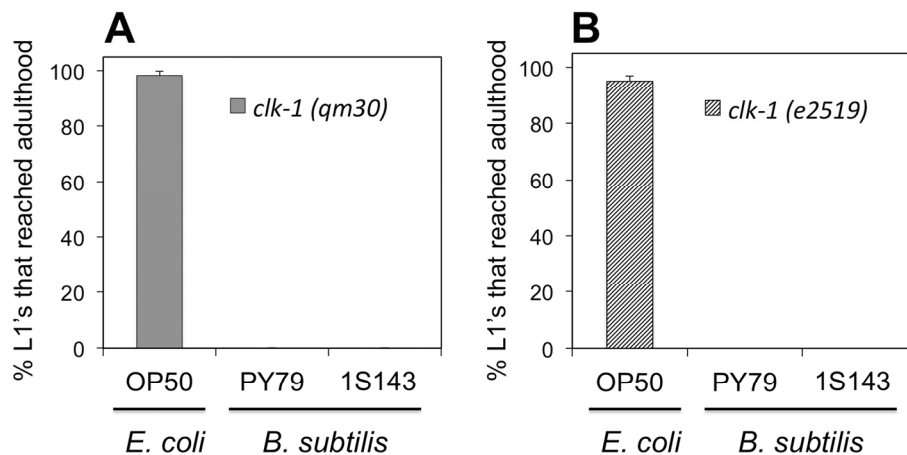 A
% L1's that reached adulthood
100
80
60
40
20
0
clk-1 (qm30)
OP50 PY79 1S143
E. coli B. subtilis
B
% L1's that reached adulthood
100
80
60
40
20
0
clk-1 (e2519)
OP50 PY79 1S143
E. coli B. subtilis